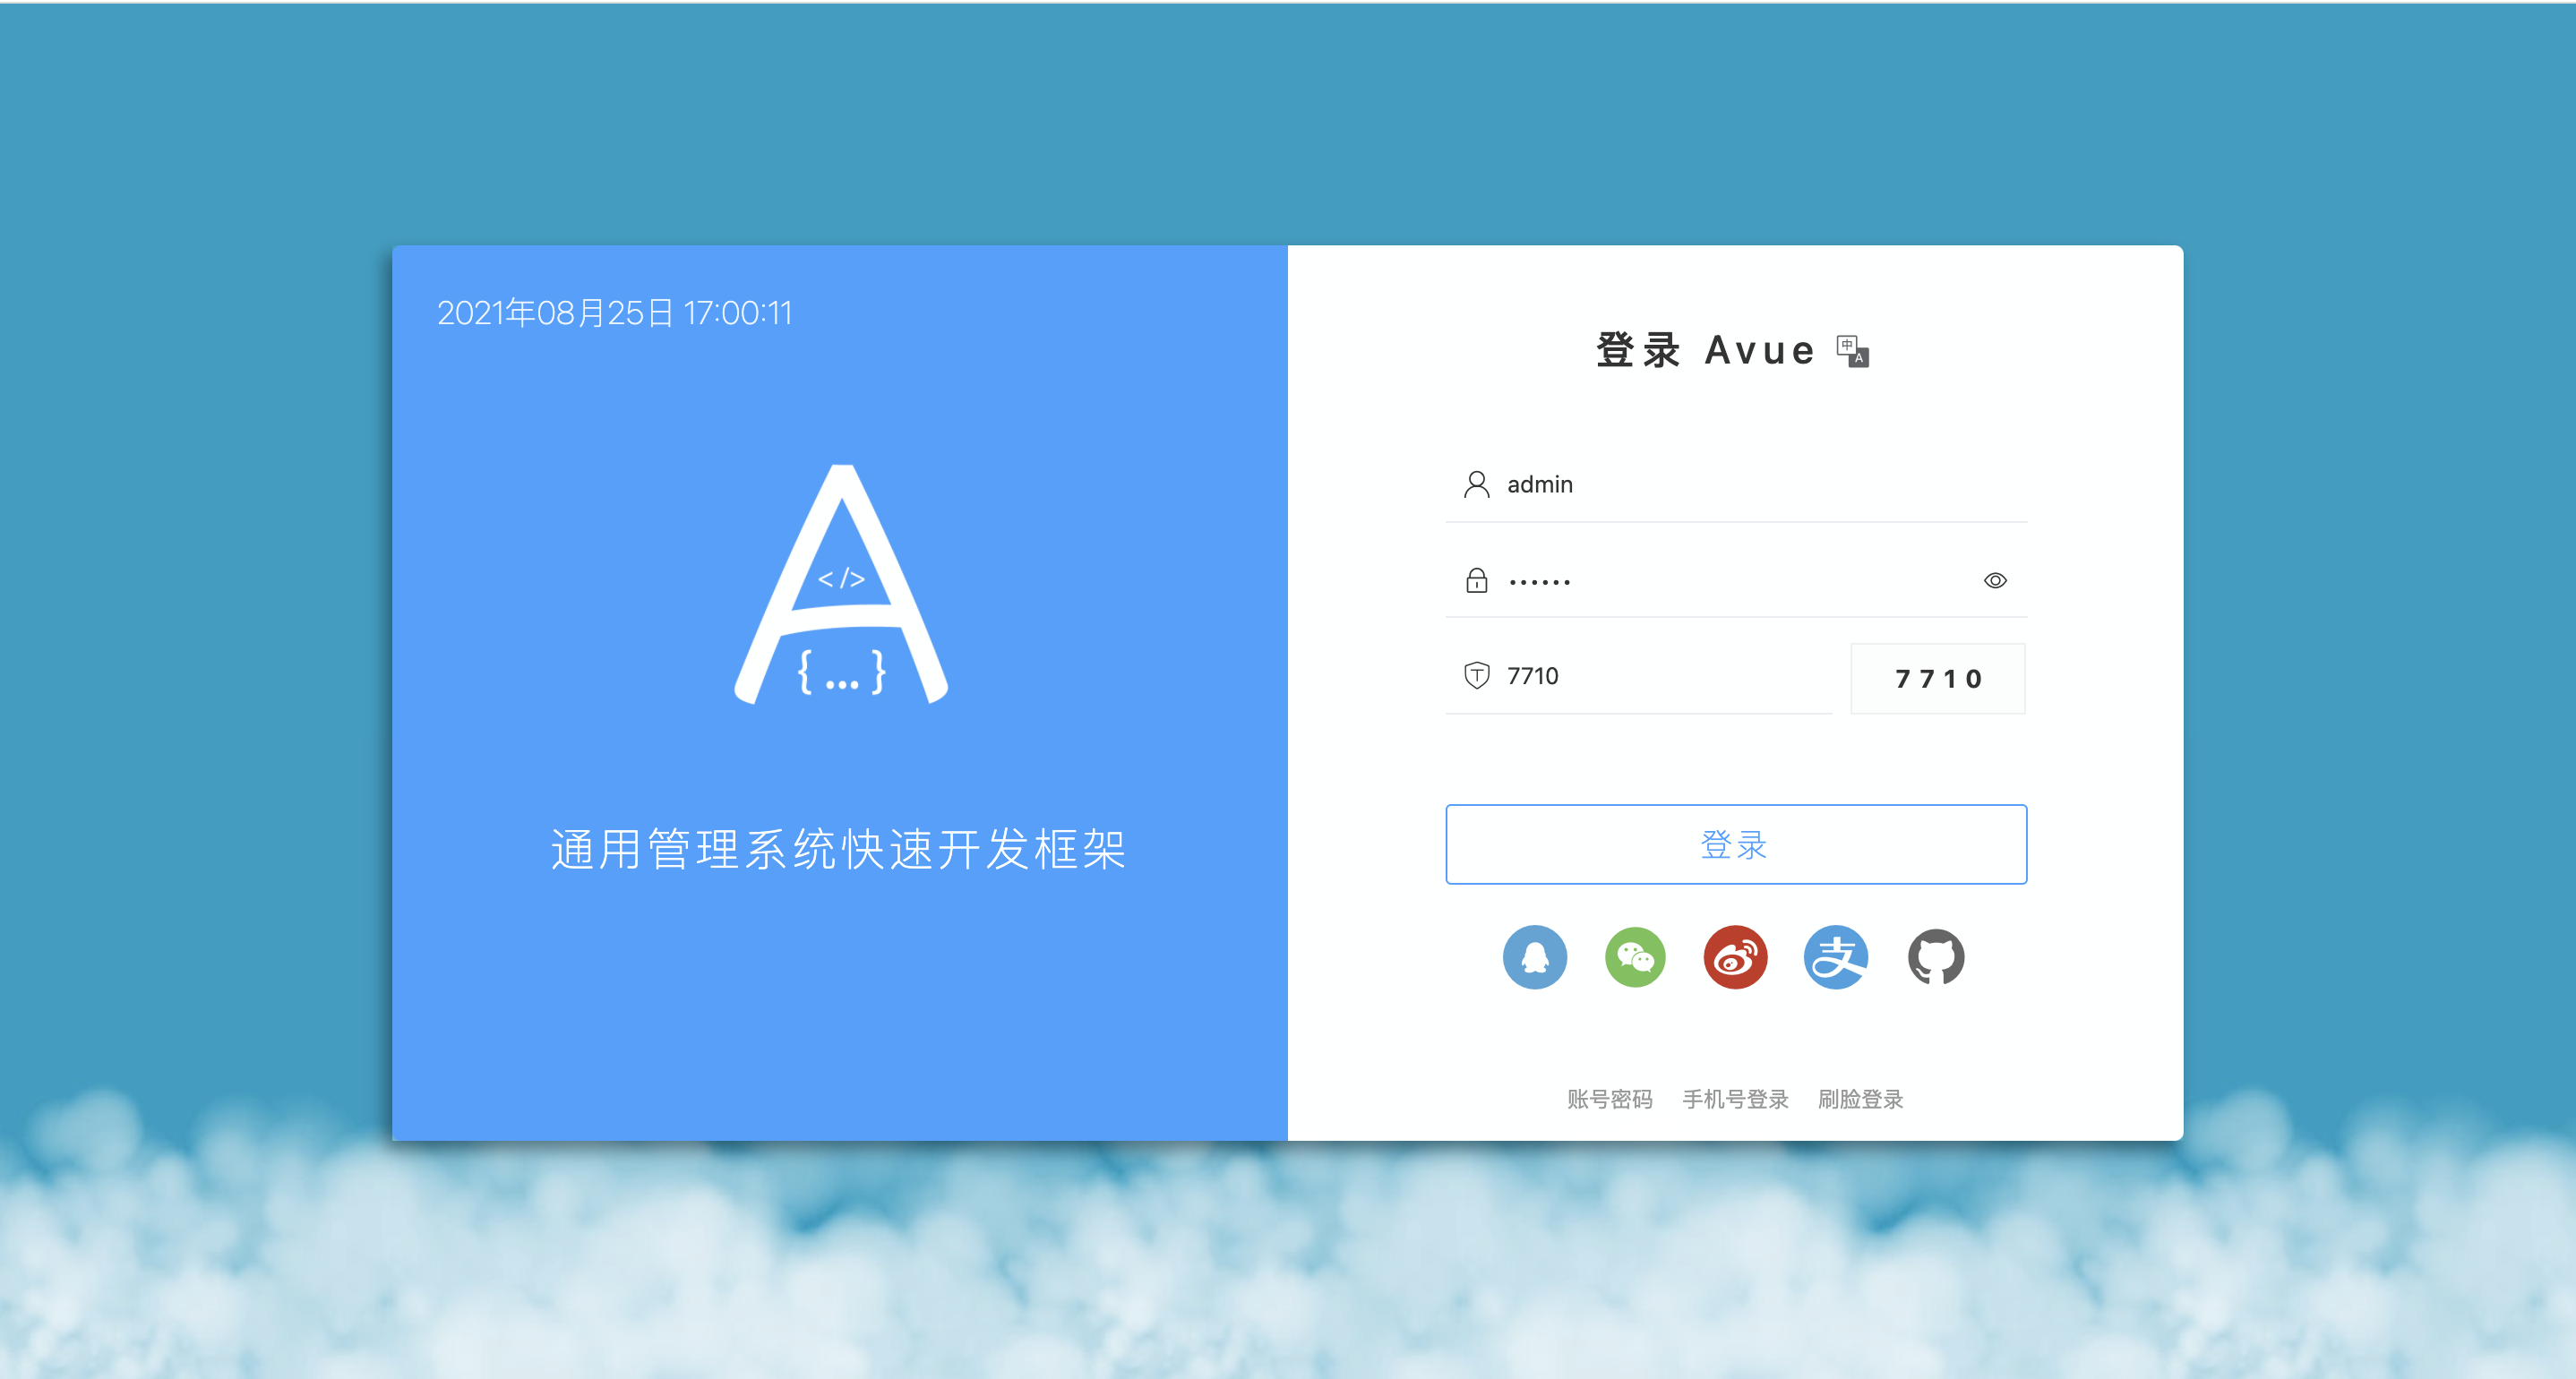 2021年08月25日 17:00:11
</>
{...}
通用管理系统快速开发框架
登录 Avue
中
A
admin
7710
7710
登录
支
账号密码 手机号登录 刷脸登录